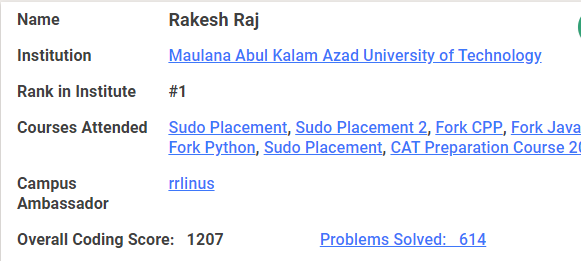 Name Rakesh Raj
Institution Maulana Abul Kalam Azad University of Technology
Rank in Institute #1
Courses Attended Sudo Placement, Sudo Placement 2, Fork CPP, Fork Java
Fork Python, Sudo Placement, CAT Preparation Course 20
Campus rrlinus
Ambassador
Overall Coding Score: 1207 Problems Solved: 614